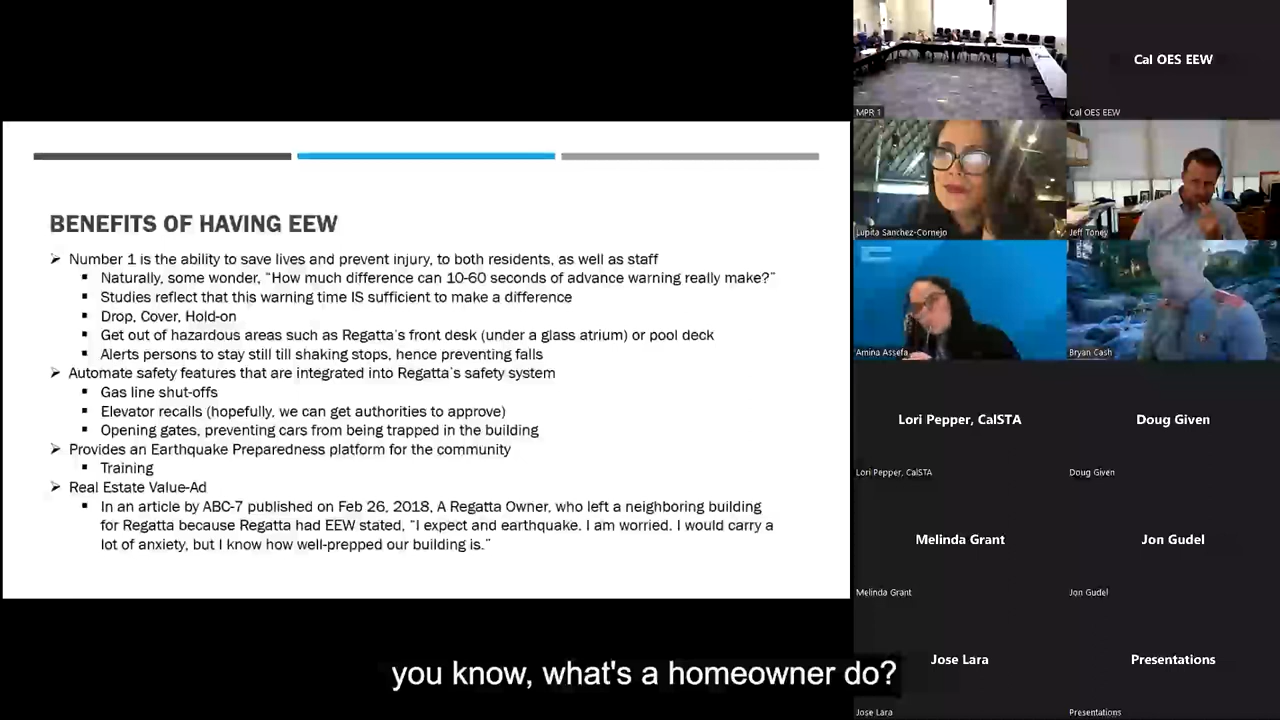 BENEFITS OF HAVING EEW
Number 1 is the ability to save lives and prevent injury, to both residents, as well as staff
Naturally, some wonder, “How much difference can 10-60 seconds of advance warning really make?”
Studies reflect that this warning time IS sufficient to make a difference
Drop, Cover, Hold-on
Get out of hazardous areas such as Regatta’s front desk (under a glass atrium) or pool deck
Alerts persons to stay still till shaking stops, hence preventing falls
Automate safety features that are integrated into Regatta’s safety system
Gas line shut-offs
Elevator recalls (hopefully, we can get authorities to approve)
Opening gates, preventing cars from being trapped in the building
Provides an Earthquake Preparedness platform for the community
Training
Real Estate Value-Ad
In an article by ABC-7 published on Feb 26, 2018, A Regatta Owner, who left a neighboring building
for Regatta because Regatta had EEW stated, “I expect and earthquake. I am worried. I would carry a
lot of anxiety, but I know how well-prepped our building is.”
MPR 1
Cal OES EEW
Cal OES EEW
Lupita Sanchez-Cornejo
Jeff Toney
Amina Assefa
Bryan Cash
Lori Pepper, CalSTA
Lori Pepper, CalSTA
Doug Given
Doug Given
Melinda Grant
Melinda Grant
Jon Gudel
Jon Gudel
Jose Lara
Jose Lara
Presentations
Presentations
you know, what's a homeowner do?